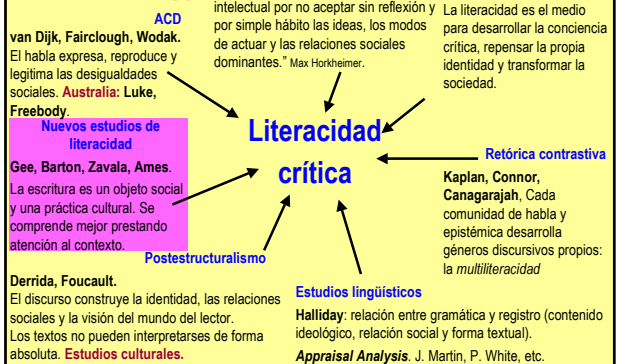 ACD
van Dijk, Fairclough, Wodak.
El habla expresa, reproduce y
legitima las desigualdades
sociales. Australia: Luke,
Freebody.
intelectual por no aceptar sin reflexión y
por simple hábito las ideas, los modos
de actuar y las relaciones sociales
dominantes.” Max Horkheimer.
La literacidad es el medio
para desarrollar la conciencia
crítica, repensar la propia
identidad y transformar la
sociedad.
Nuevos estudios de
literacidad
Gee, Barton, Zavala, Ames.
La escritura es un objeto social
y una práctica cultural. Se
comprende mejor prestando
atención al contexto.
Literacidad
crítica
Retórica contrastiva
Kaplan, Connor,
Canagarajah, Cada
comunidad de habla y
epistémica desarrolla
géneros discursivos propios:
la multiliteracidad
Postestructuralismo
Derrida, Foucault.
El discurso construye la identidad, las relaciones
sociales y la visión del mundo del lector.
Los textos no pueden interpretarses de forma
absoluta. Estudios culturales.
Estudios lingüísticos
Halliday: relación entre gramática y registro (contenido
ideológico, relación social y forma textual).
Appraisal Analysis. J. Martin, P. White, etc.